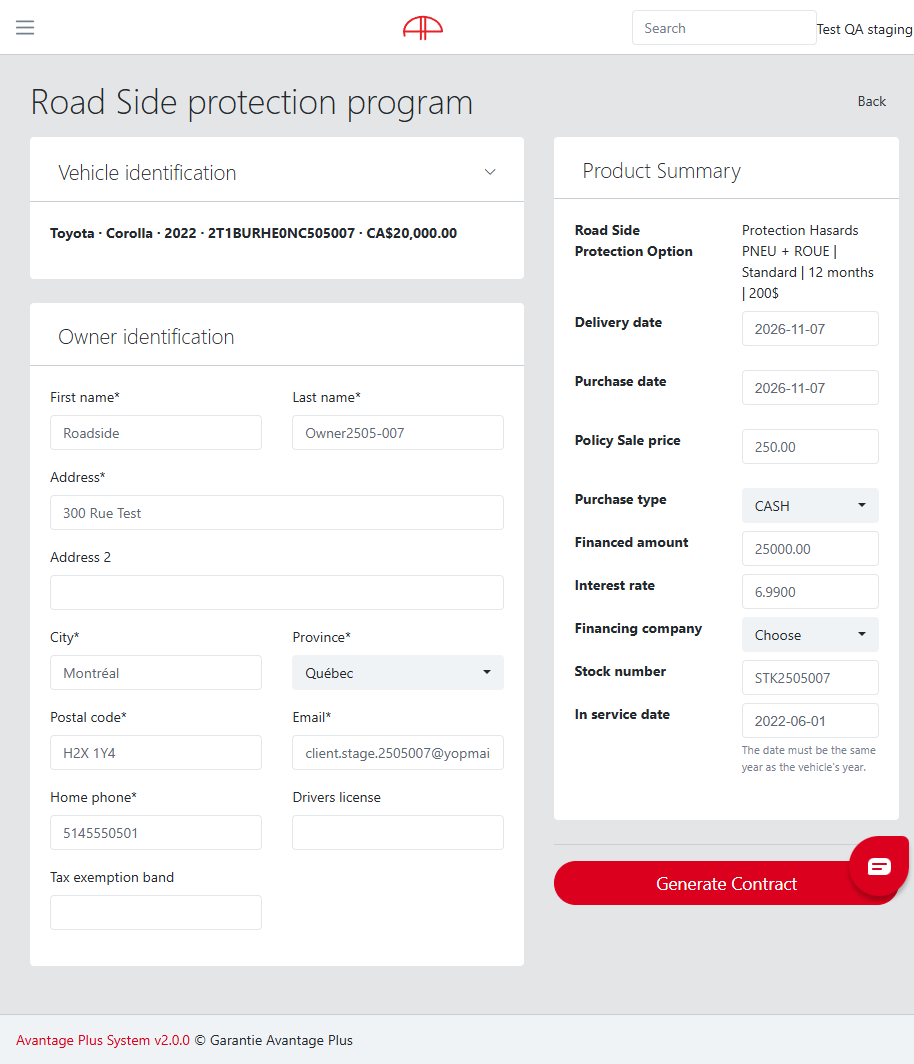 Search
Test QA staging
Road Side protection program
Back
Vehicle identification
Toyota · Corolla · 2022 · 2T1BURHE0NC505007 · CA$20,000.00
Owner identification
First name*
Last name*
Roadside
Owner2505-007
Address*
300 Rue Test
Address 2
City*
Province*
Montréal
Québec
Postal code*
Email*
H2X 1Y4
client.stage.2505007@yopmai
Home phone*
Drivers license
5145550501
Tax exemption band
Product Summary
Road Side
Protection Option
Protection Hasards
PNEU + ROUE |
Standard | 12 months
| 200$
Delivery date
2026-11-07
Purchase date
2026-11-07
Policy Sale price
250.00
Purchase type
CASH
Financed amount
25000.00
Interest rate
6.9900
Financing company
Choose
Stock number
STK2505007
In service date
2022-06-01
The date must be the same
year as the vehicle's year.
Generate Contract
Avantage Plus System v2.0.0 © Garantie Avantage Plus